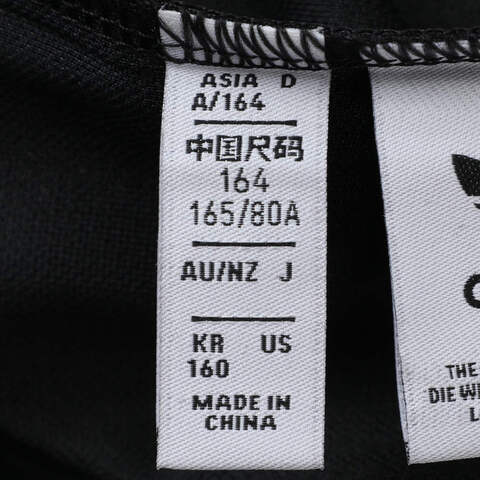 ASIA D
A/164
中国尺码
164
165/80A
AU/NZ J
KR US
160
MADE IN
CHINA
THE
DIE